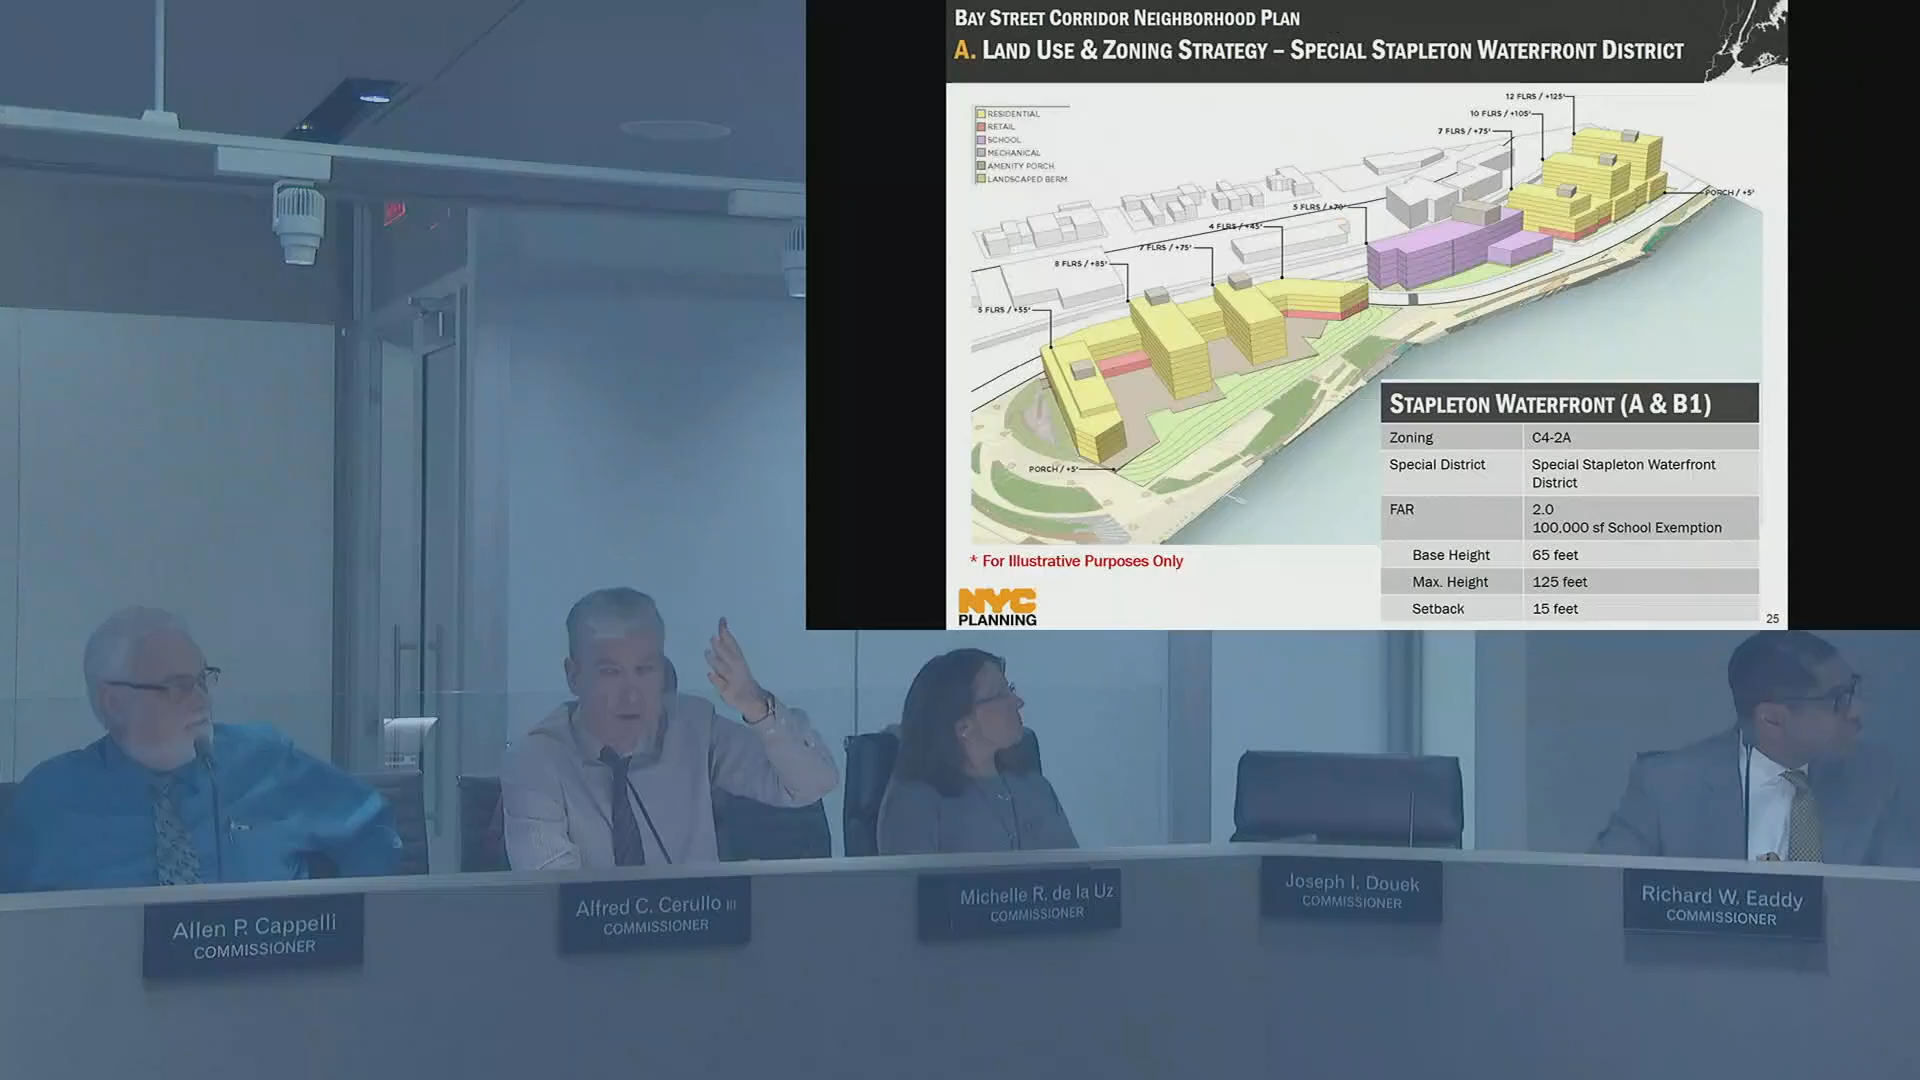 BAY STREET CORRIDOR NEIGHBORHOOD PLAN
A. LAND USE & ZONING STRATEGY – SPECIAL STAPLETON WATERFRONT DISTRICT
RESIDENTIAL
RETAIL
SCHOOL
MECHANICAL
AMENITY PORCH
LANDSCAPED BERM
12 FLRS / +125'
10 FLRS / +105'
7 FLRS / +75'
PORCH / +5'
5 FLRS / +70'
4 FLRS / +45'
7 FLRS / +75'
8 FLRS / +85'
5 FLRS / +55'
PORCH / +5'
STAPLETON WATERFRONT (A & B1)
Zoning C4-2A
Special District Special Stapleton Waterfront
District
FAR 2.0
100,000 sf School Exemption
Base Height 65 feet
Max. Height 125 feet
Setback 15 feet
* For Illustrative Purposes Only
NYC
PLANNING
25
Allen P. Cappelli
COMMISSIONER
Alfred C. Cerullo III
COMMISSIONER
Michelle R. de la Uz
COMMISSIONER
Joseph I. Douek
COMMISSIONER
Richard W. Eaddy
COMMISSIONER